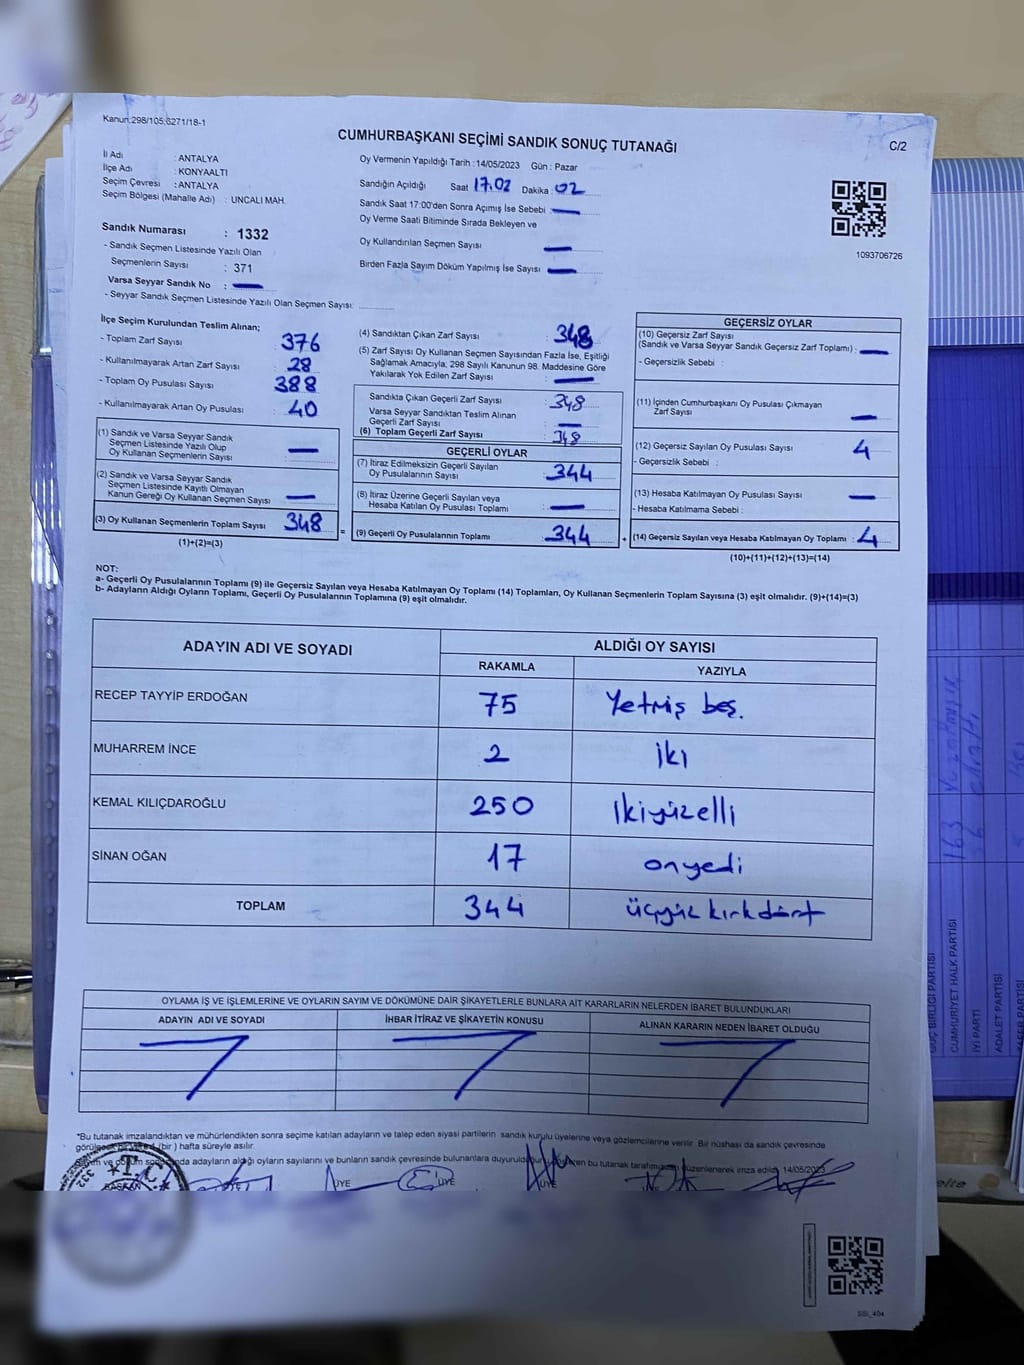 Kanun:298/105;6271/18-1
CUMHURBAŞKANI SEÇİMİ SANDIK SONUÇ TUTANAĞI
C/2
İl Adı : ANTALYA
İlçe Adı : KONYAALTI
Seçim Çevresi : ANTALYA
Seçim Bölgesi (Mahalle Adı) : UNCALI MAH.
Sandık Numarası : 1332
- Sandık Seçmen Listesinde Yazılı Olan
Seçmenlerin Sayısı : 371
Varsa Seyyar Sandık No :
- Seyyar Sandık Seçmen Listesinde Yazılı Olan Seçmen Sayısı:
Oy Vermenin Yapıldığı Tarih : 14/05/2023 Gün : Pazar
Sandığın Açıldığı Saat 17.02 Dakika : 02
Sandık Saat 17:00'den Sonra Açımış İse Sebebi :
Oy Verme Saati Bitiminde Sırada Bekleyen ve
Oy Kullandırılan Seçmen Sayısı
Birden Fazla Sayım Döküm Yapılmış İse Sayısı
1093706726
İlçe Seçim Kurulundan Teslim Alınan;
- Toplam Zarf Sayısı 376
- Kullanılmayarak Artan Zarf Sayısı : 28
- Toplam Oy Pusulası Sayısı 388
- Kullanılmayarak Artan Oy Pusulası : 40
(1) Sandık ve Varsa Seyyar Sandık
Seçmen Listesinde Yazılı Olup
Oy Kullanan Seçmenlerin Sayısı :
(2) Sandık ve Varsa Seyyar Sandık
Seçmen Listesinde Kayıtlı Olmayan
Kanun Gereği Oy Kullanan Seçmen Sayısı :
(3) Oy Kullanan Seçmenlerin Toplam Sayısı : 348
(1)+(2)=(3)
(4) Sandıktan Çıkan Zarf Sayısı : 348
(5) Zarf Sayısı Oy Kullanan Seçmen Sayısından Fazla İse, Eşitliği
Sağlamak Amacıyla; 298 Sayılı Kanunun 98. Maddesine Göre
Yakılarak Yok Edilen Zarf Sayısı
Sandıkta Çıkan Geçerli Zarf Sayısı : 348
Varsa Seyyar Sandıktan Teslim Alınan
Geçerli Zarf Sayısı
(6) Toplam Geçerli Zarf Sayısı : 348
GEÇERLİ OYLAR
(7) İtiraz Edilmeksizin Geçerli Sayılan
Oy Pusulalarının Sayısı : 344
(8) İtiraz Üzerine Geçerli Sayılan veya
Hesaba Katılan Oy Pusulası Toplamı :
= (9) Geçerli Oy Pusulalarının Toplamı : 344
GEÇERSİZ OYLAR
(10) Geçersiz Zarf Sayısı
(Sandık ve Varsa Seyyar Sandık Geçersiz Zarf Toplamı) :
- Geçersizlik Sebebi :
(11) İçinden Cumhurbaşkanı Oy Pusulası Çıkmayan
Zarf Sayısı
(12) Geçersiz Sayılan Oy Pusulası Sayısı : 4
- Geçersizlik Sebebi :
(13) Hesaba Katılmayan Oy Pusulası Sayısı
- Hesaba Katılmama Sebebi :
+ (14) Geçersiz Sayılan veya Hesaba Katılmayan Oy Toplamı : 4
(10)+(11)+(12)+(13)=(14)
NOT:
a- Geçerli Oy Pusulalarının Toplamı (9) ile Geçersiz Sayılan veya Hesaba Katılmayan Oy Toplamı (14) Toplamları, Oy Kullanan Seçmenlerin Toplam Sayısına (3) eşit olmalıdır. (9)+(14)=(3)
b- Adayların Aldığı Oyların Toplamı, Geçerli Oy Pusulalarının Toplamına (9) eşit olmalıdır.
ADAYIN ADI VE SOYADI ALDIĞI OY SAYISI
RAKAMLA YAZIYLA
RECEP TAYYİP ERDOĞAN 75 Yetmiş beş.
MUHARREM İNCE 2 iki
KEMAL KILIÇDAROĞLU 250 ikiyüzelli
SİNAN OĞAN 17 onyedi
TOPLAM 344 üçyüz kırkdört
OYLAMA İŞ VE İŞLEMLERİNE VE OYLARIN SAYIM VE DÖKÜMÜNE DAİR ŞİKAYETLERLE BUNLARA AİT KARARLARIN NELERDEN İBARET BULUNDUKLARI
ADAYIN ADI VE SOYADI İHBAR İTİRAZ VE ŞİKAYETİN KONUSU ALINAN KARARIN NEDEN İBARET OLDUĞU
*Bu tutanak imzalandıktan ve mühürlendikten sonra seçime katılan adayların ve talep eden siyasi partilerin sandık kurulu üyelerine veya gözlemcilerine verilir. Bir nüshası da sandık çevresinde
(bir) hafta süreyle asılır.
adayların aldığı oyların sayılarını ve bunların sandık çevresinde bulunanlara bu düzenlenerek imza edildi. 14/05/2023
BAŞKAN ÜYE ÜYE ÜYE
332
BİRLİĞİ PARTİSİ
CUMHURİYET HALK PARTİSİ
İYİ PARTİ
ADALET PARTİSİ
163